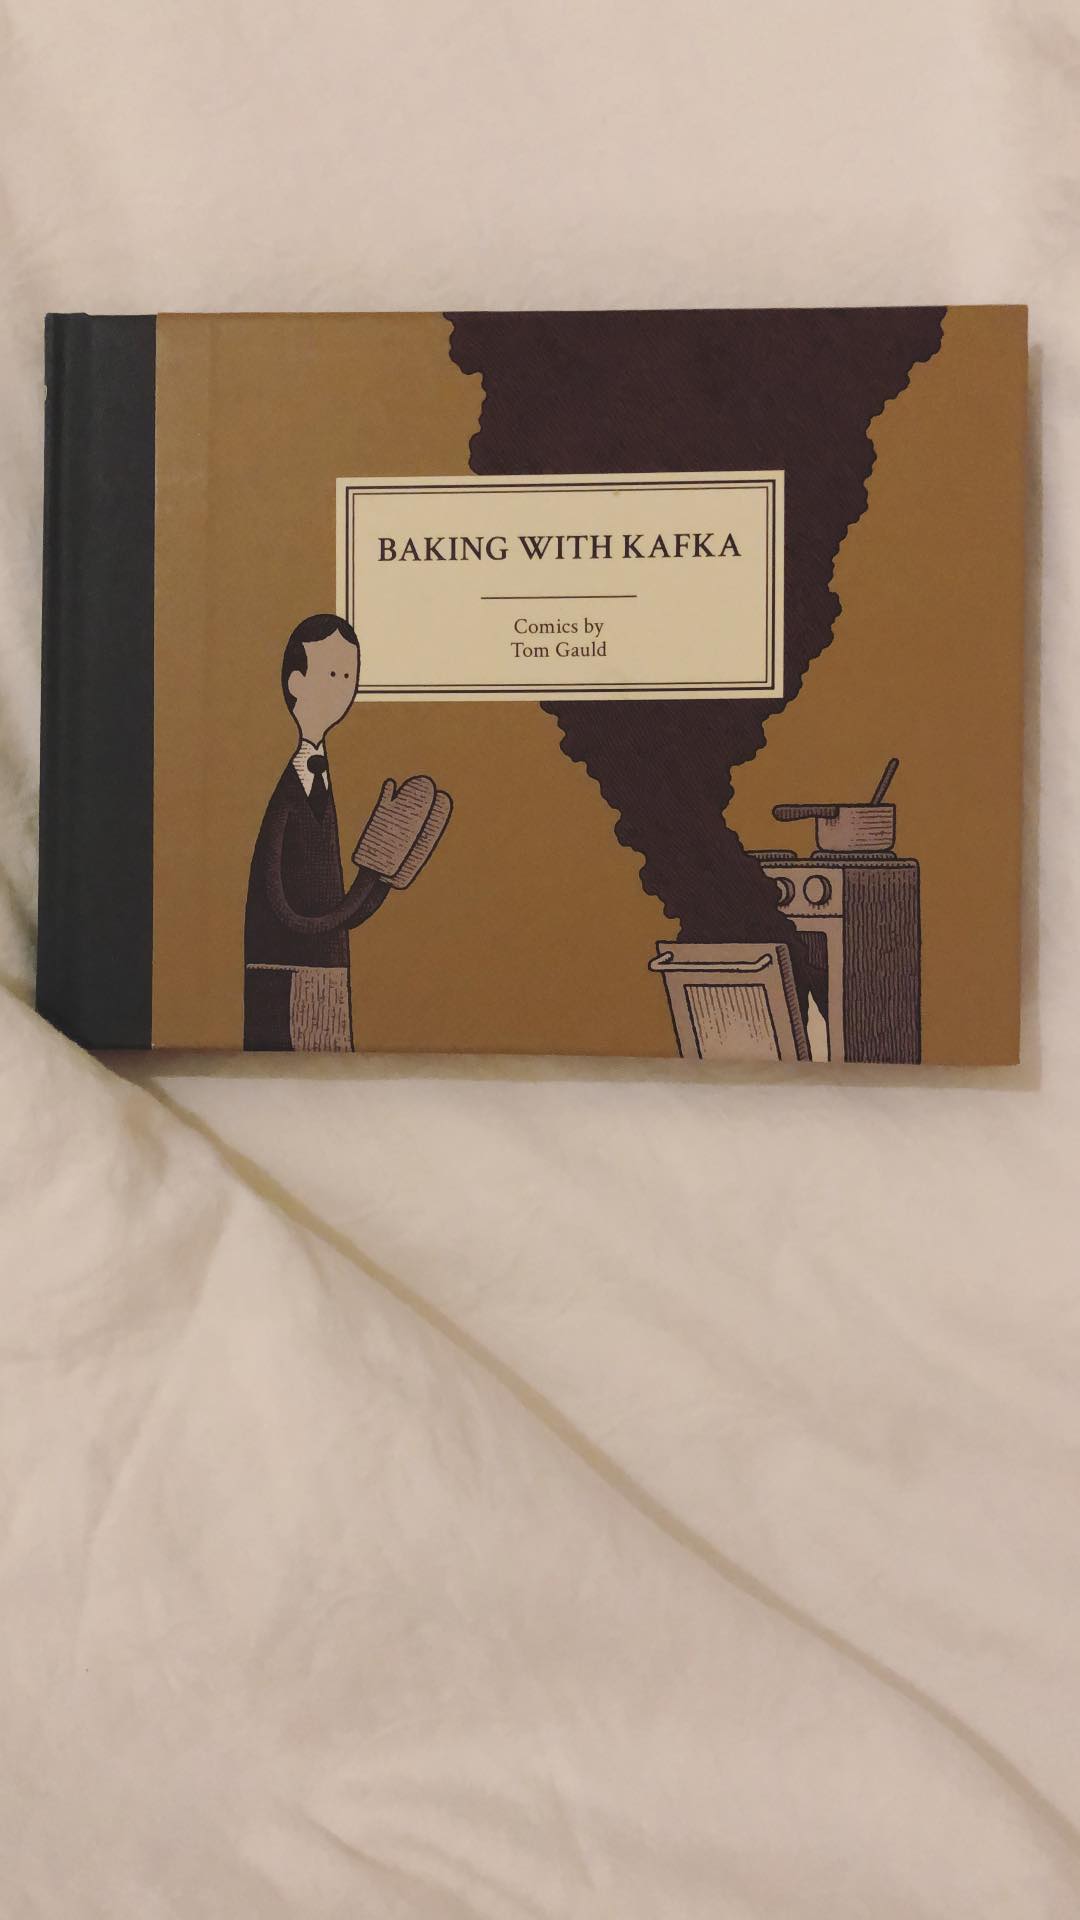 BAKING WITH KAFKA
Comics by
Tom Gauld